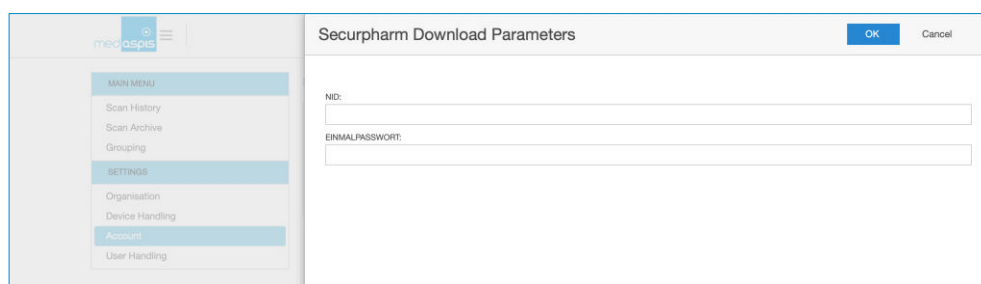 medaspis
Securpharm Download Parameters
OK
Cancel
MAIN MENU
Scan History
Scan Archive
Grouping
SETTINGS
Organisation
Device Handling
Account
User Handling
NID:
EINMALPASSWORT: